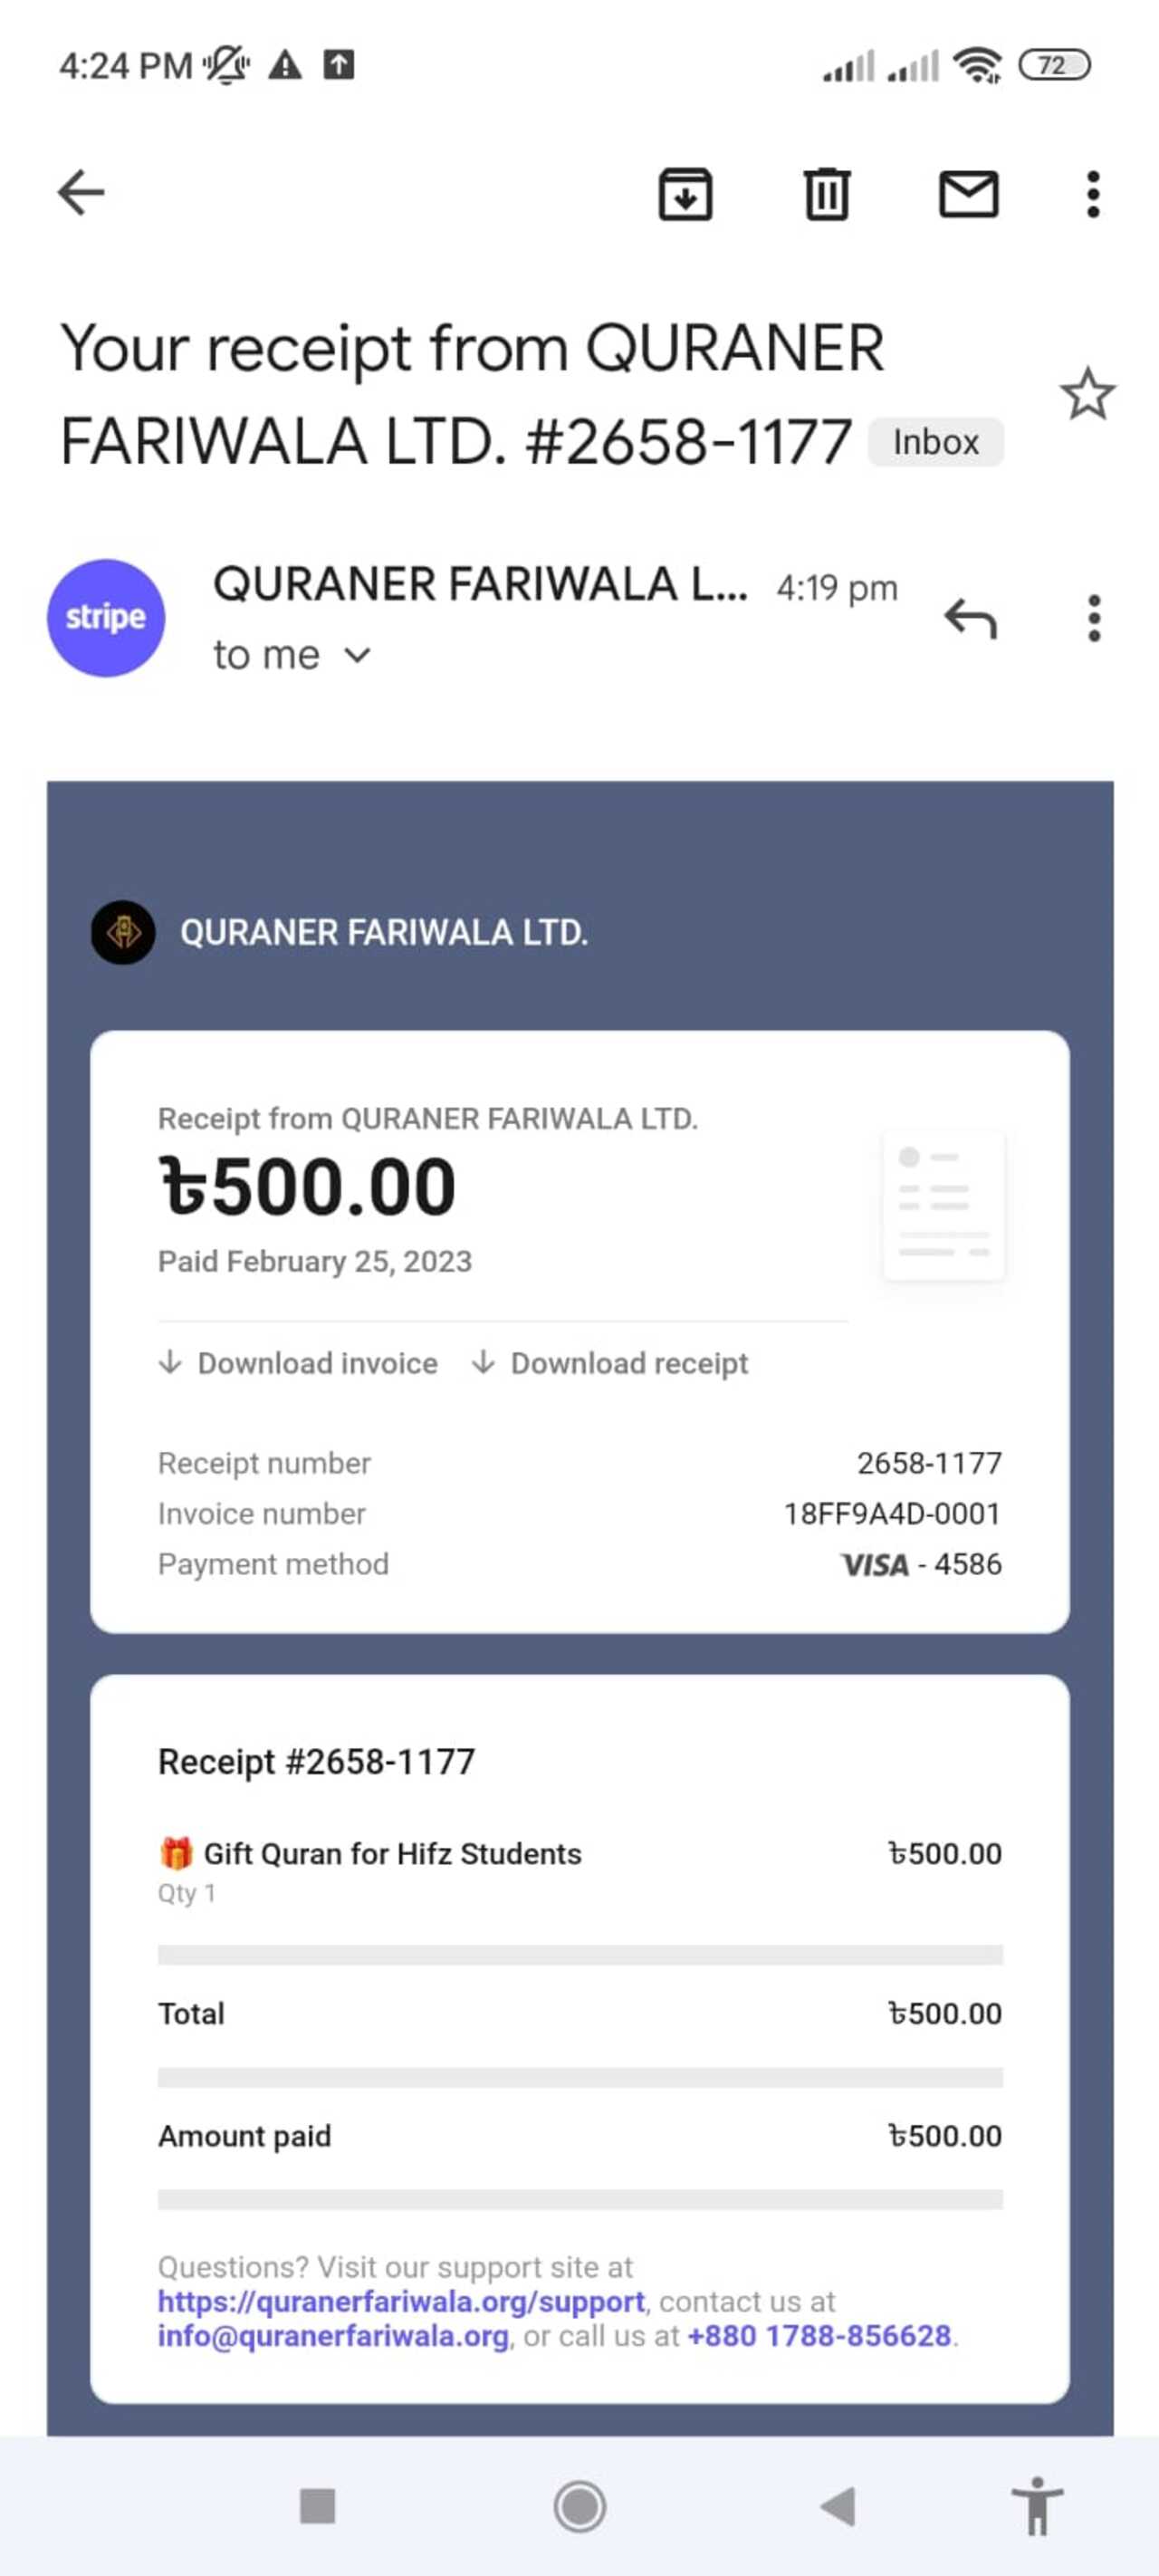 4:24 PM
72
Your receipt from QURANER
FARIWALA LTD. #2658-1177 Inbox
stripe
QURANER FARIWALA L... 4:19 pm
to me
QURANER FARIWALA LTD.
Receipt from QURANER FARIWALA LTD.
৳500.00
Paid February 25, 2023
Download invoice Download receipt
Receipt number 2658-1177
Invoice number 18FF9A4D-0001
Payment method VISA - 4586
Receipt #2658-1177
🎁 Gift Quran for Hifz Students ৳500.00
Qty 1
Total ৳500.00
Amount paid ৳500.00
Questions? Visit our support site at
https://quranerfariwala.org/support, contact us at
info@quranerfariwala.org, or call us at +880 1788-856628.